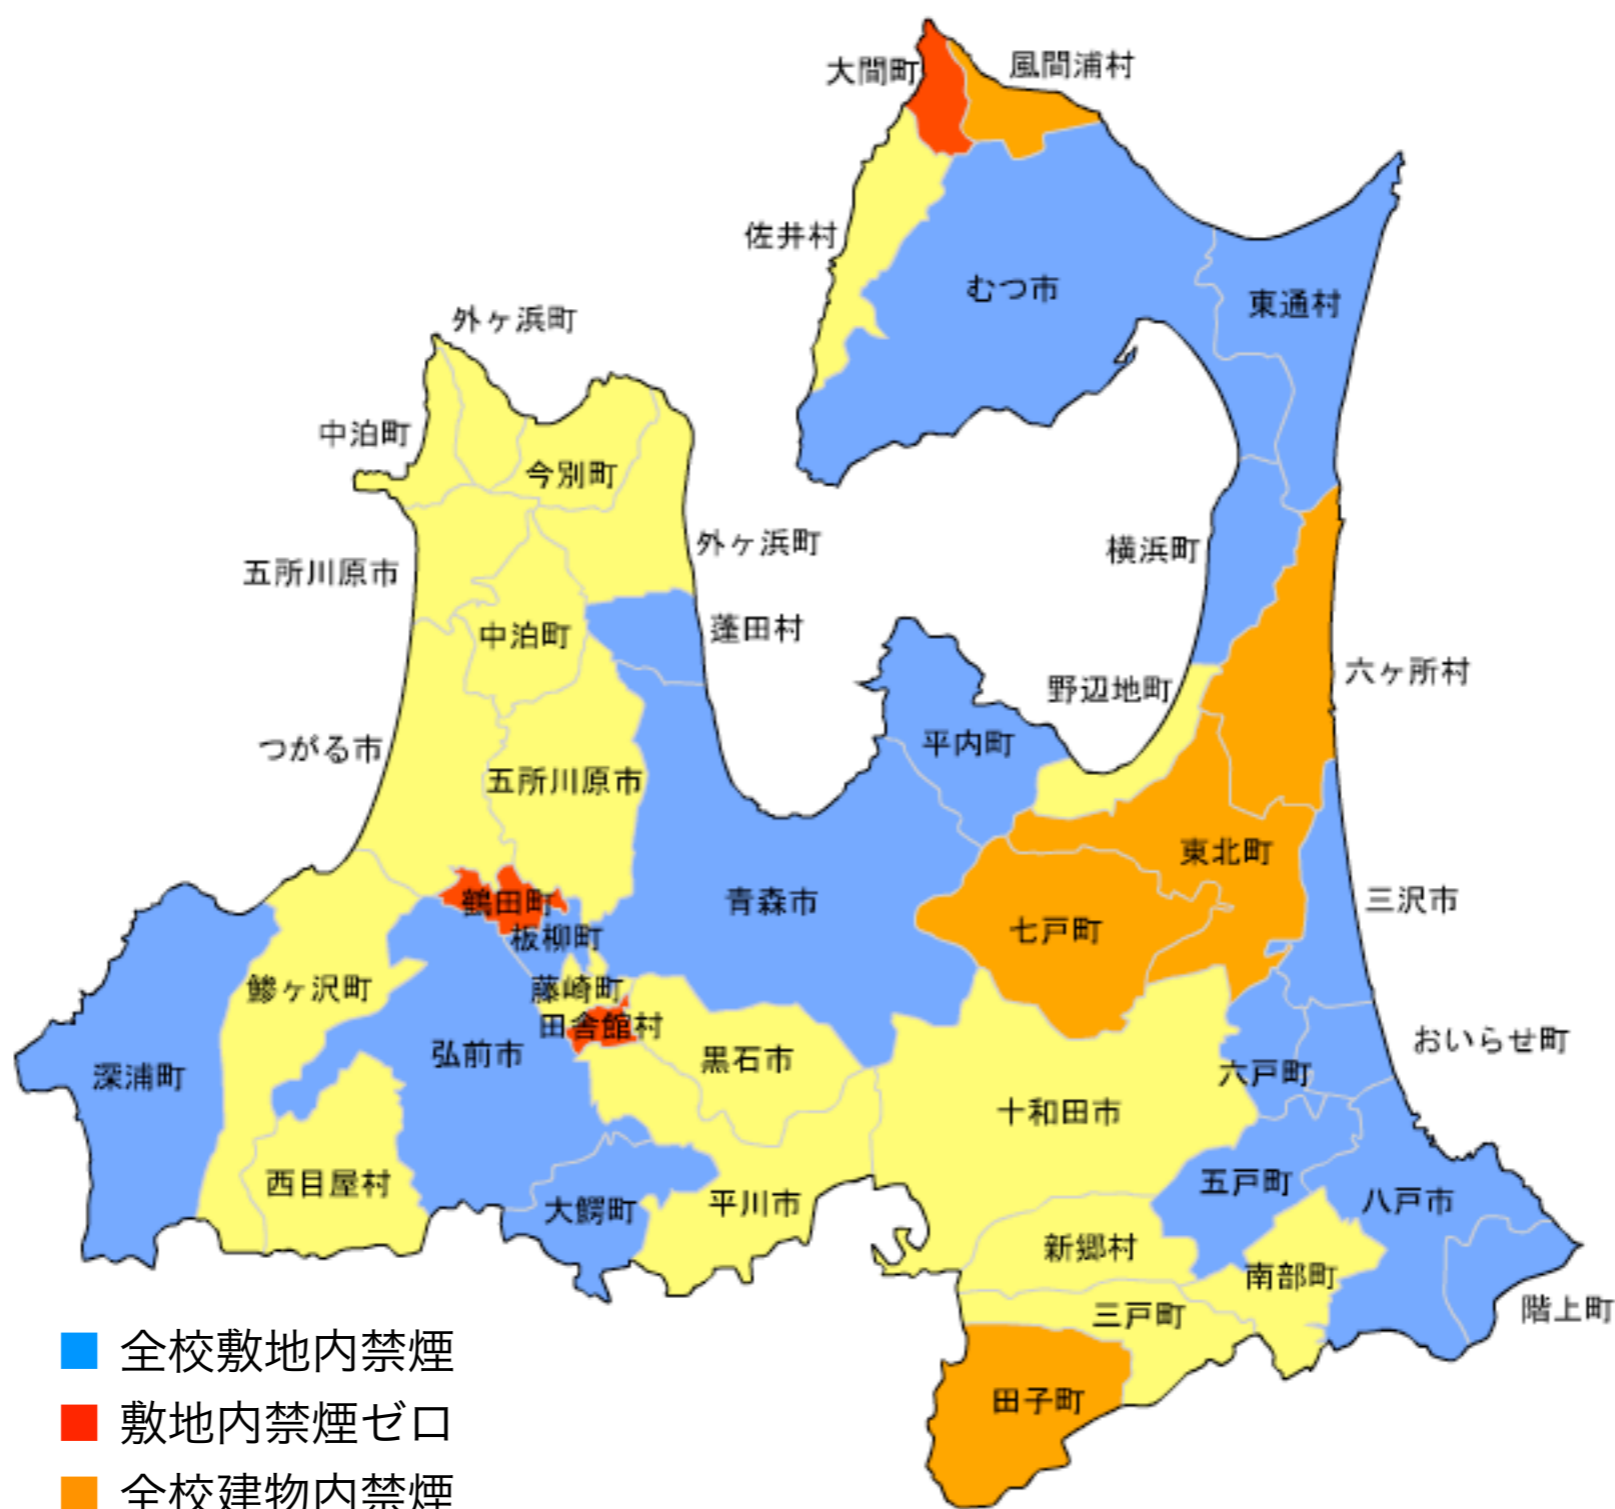 大間町
風間浦村
佐井村
むつ市
東通村
外ヶ浜町
中泊町
今別町
外ヶ浜町
横浜町
五所川原市
中泊町
蓬田村
六ヶ所村
野辺地町
つがる市
平内町
五所川原市
東北町
鶴田町
青森市
三沢市
七戸町
板柳町
鰺ヶ沢町
藤崎町
田舎館村
おいらせ町
弘前市
黒石市
深浦町
六戸町
十和田市
西目屋村
五戸町
大鰐町
平川市
八戸市
新郷村
南部町
三戸町
階上町
田子町
全校敷地内禁煙
敷地内禁煙ゼロ
全校建物内禁煙